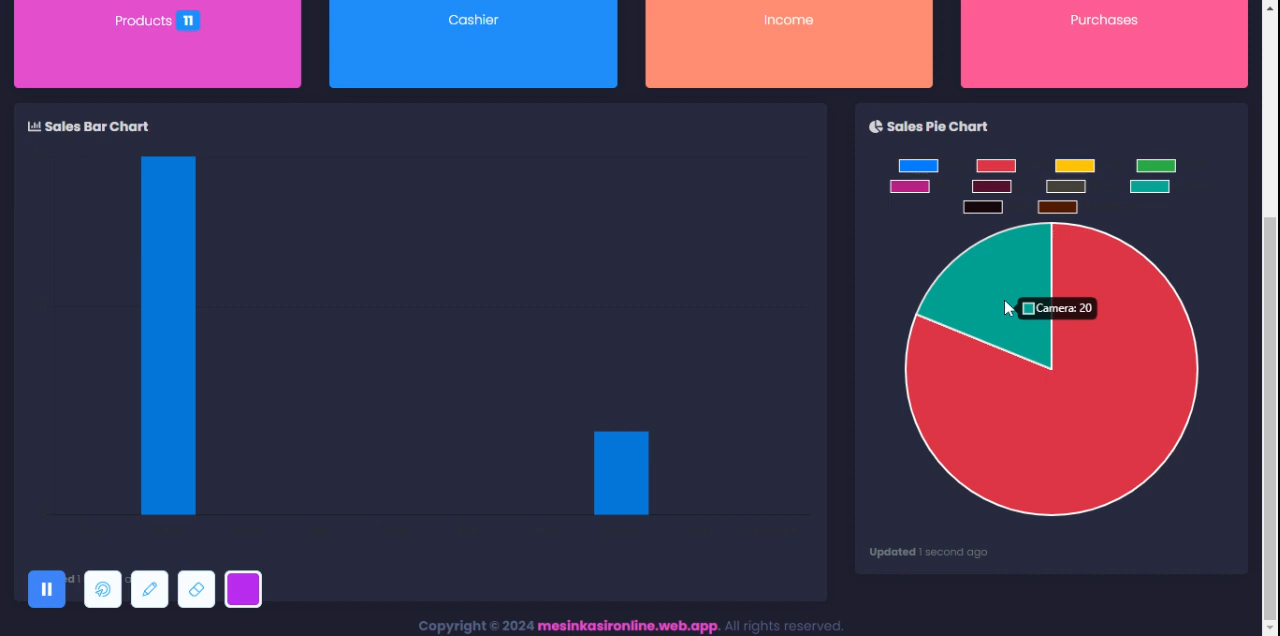 Products 11
Cashier
Income
Purchases
Sales Bar Chart
Sales Pie Chart
Camera: 20
Updated 1 second ago
Copyright © 2024 mesinkasironline.web.app. All rights reserved.